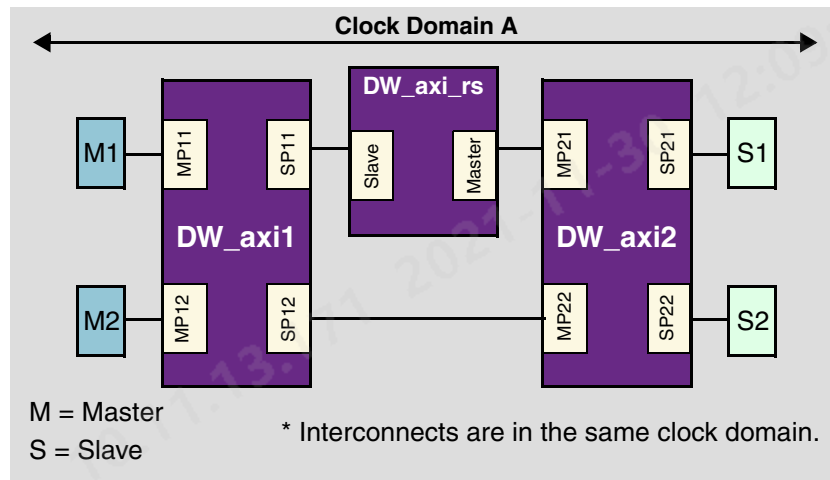 Clock Domain A
DW_axi_rs
M1
MP11
SP11
Slave
Master
MP21
SP21
S1
DW_axi1
DW_axi2
M2
MP12
SP12
MP22
SP22
S2
M = Master
S = Slave
* Interconnects are in the same clock domain.